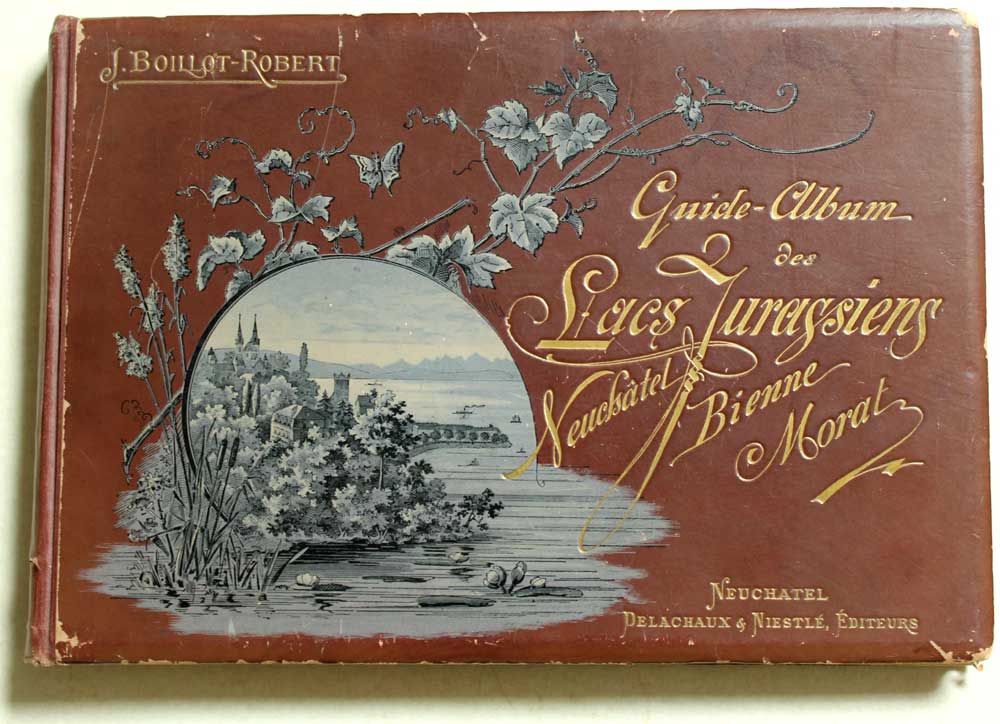 J. BOILLOT-ROBERT
Guide-Album
des
Lacs Jurassiens
Neuchâtel Bienne Morat
NEUCHATEL
DELACHAUX & NIESTLÉ, ÉDITEURS